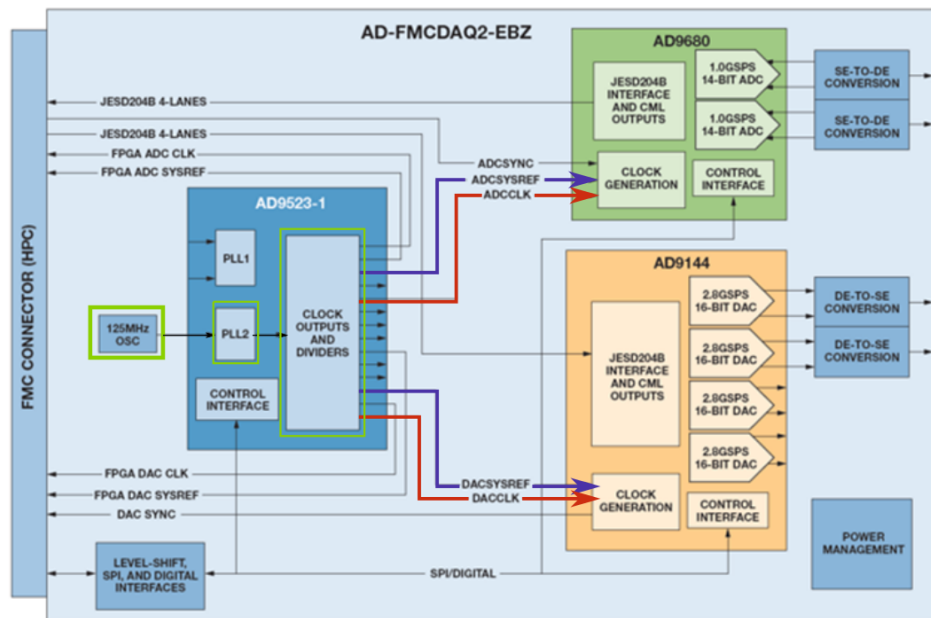 AD-FMCDAQ2-EBZ
FMC CONNECTOR (HPC)
JESD204B 4-LANES
JESD204B 4-LANES
FPGA ADC CLK
FPGA ADC SYSREF
AD9523-1
PLL1
125MHz
OSC
PLL2
CLOCK
OUTPUTS
AND
DIVIDERS
CONTROL
INTERFACE
FPGA DAC CLK
FPGA DAC SYSREF
DAC SYNC
LEVEL-SHIFT,
SPI, AND DIGITAL
INTERFACES
SPI/DIGITAL
ADCSYNC
ADCSYSREF
ADCCLK
DACSYSREF
DACCLK
AD9680
JESD204B
INTERFACE
AND CML
OUTPUTS
1.0GSPS
14-BIT ADC
1.0GSPS
14-BIT ADC
CLOCK
GENERATION
CONTROL
INTERFACE
SE-TO-DE
CONVERSION
SE-TO-DE
CONVERSION
AD9144
JESD204B
INTERFACE
AND CML
OUTPUTS
2.8GSPS
16-BIT DAC
2.8GSPS
16-BIT DAC
2.8GSPS
16-BIT DAC
2.8GSPS
16-BIT DAC
CLOCK
GENERATION
CONTROL
INTERFACE
DE-TO-SE
CONVERSION
DE-TO-SE
CONVERSION
POWER
MANAGEMENT